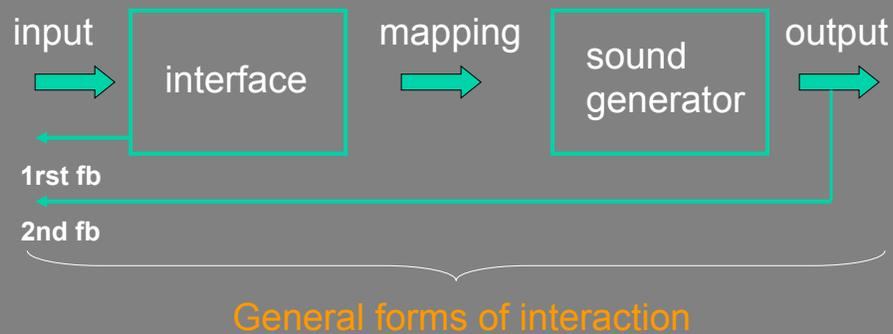 input
interface
mapping
sound
generator
output
1rst fb
2nd fb
General forms of interaction